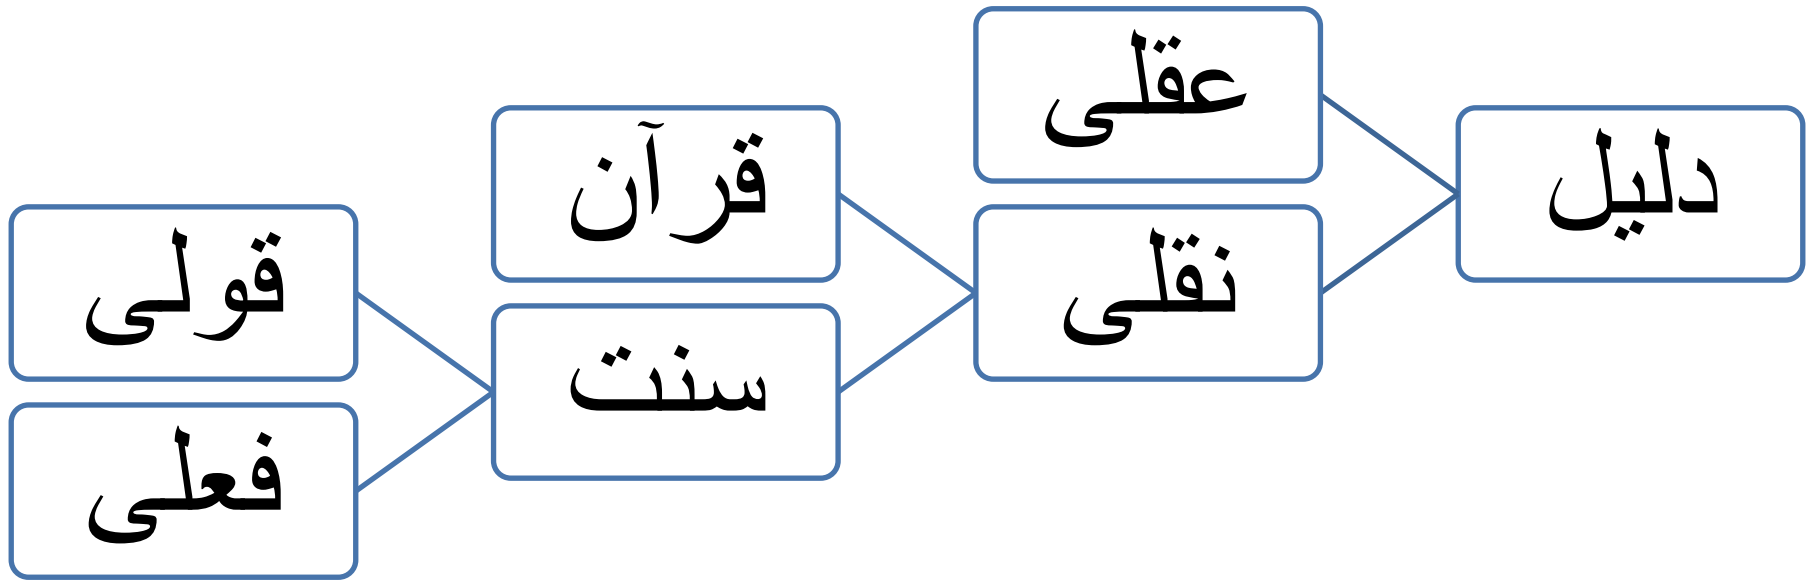 دلیل
عقلی
نقلی
قرآن
سنت
قولی
فعلی